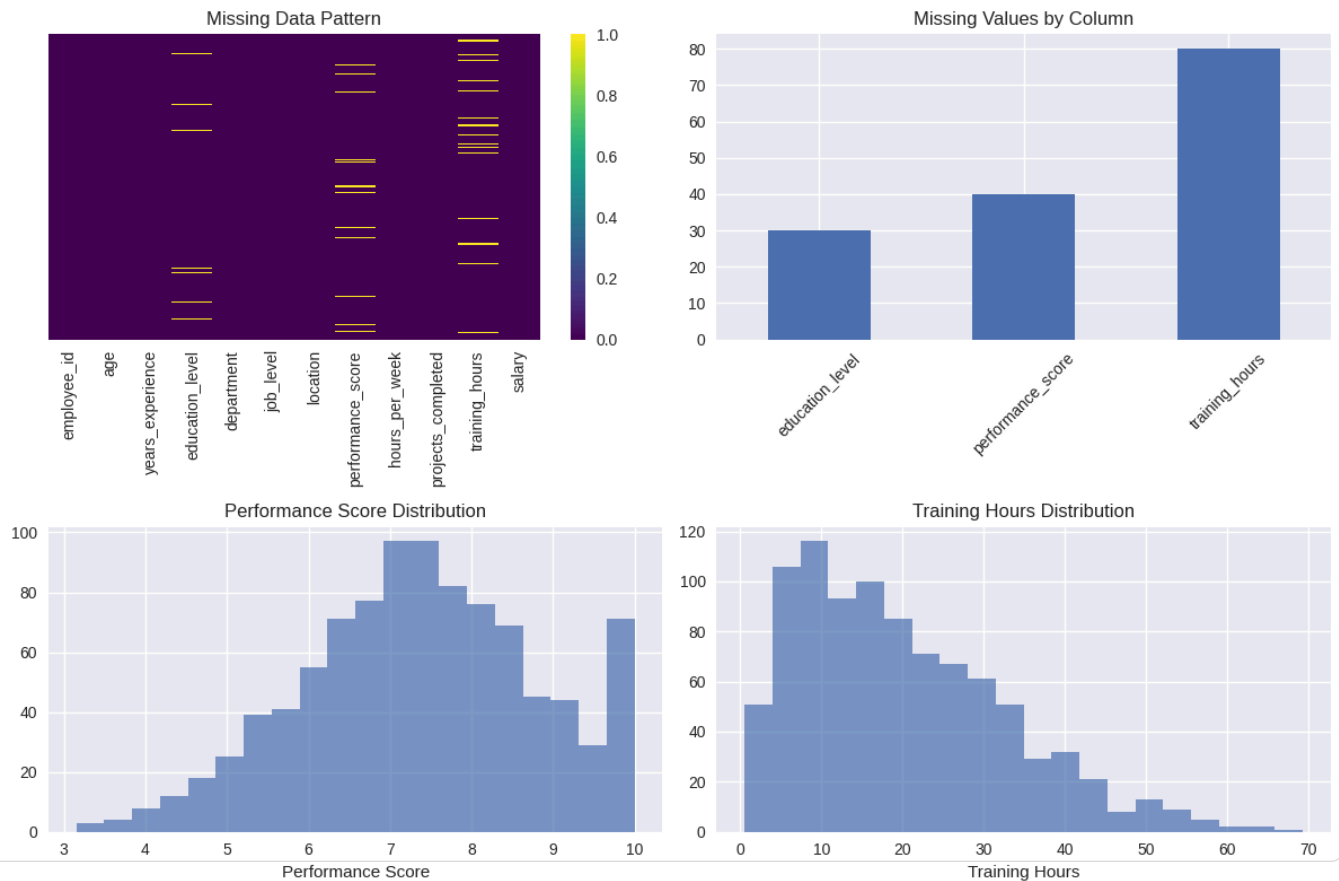 Missing Data Pattern
1.0
0.8
0.6
0.4
0.2
0.0
employee_id
age
years_experience
education_level
department
job_level
location
performance_score
hours_per_week
projects_completed
training_hours
salary
Missing Values by Column
80
70
60
50
40
30
20
10
0
education_level
performance_score
training_hours
Performance Score Distribution
100
80
60
40
20
0
3 4 5 6 7 8 9 10
Performance Score
Training Hours Distribution
120
100
80
60
40
20
0
0 10 20 30 40 50 60 70
Training Hours